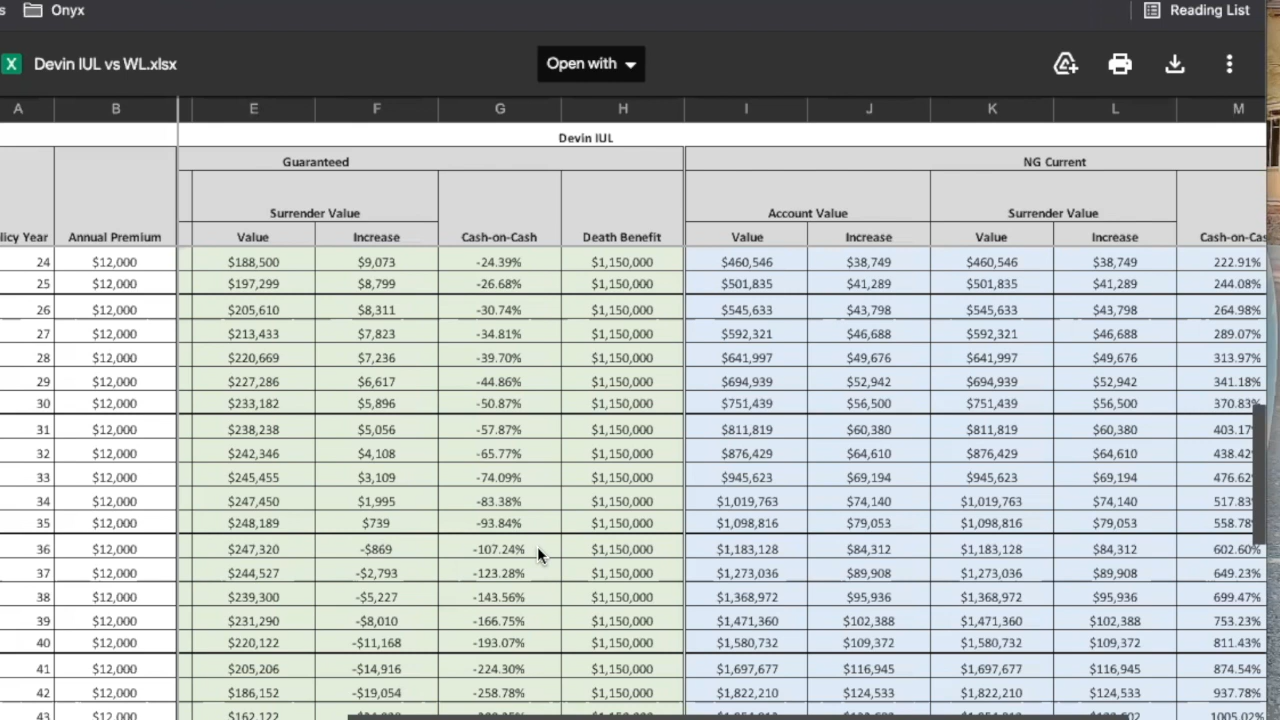 s Onyx Reading List
Devin IUL vs WL.xlsx Open with
A B E F G H I J K L M
Devin IUL
Guaranteed NG Current
Surrender Value Account Value Surrender Value
licy Year Annual Premium Value Increase Cash-on-Cash Death Benefit Value Increase Value Increase Cash-on-Cas
24 $12,000 $188,500 $9,073 -24.39% $1,150,000 $460,546 $38,749 $460,546 $38,749 222.91%
25 $12,000 $197,299 $8,799 -26.68% $1,150,000 $501,835 $41,289 $501,835 $41,289 244.08%
26 $12,000 $205,610 $8,311 -30.74% $1,150,000 $545,633 $43,798 $545,633 $43,798 264.98%
27 $12,000 $213,433 $7,823 -34.81% $1,150,000 $592,321 $46,688 $592,321 $46,688 289.07%
28 $12,000 $220,669 $7,236 -39.70% $1,150,000 $641,997 $49,676 $641,997 $49,676 313.97%
29 $12,000 $227,286 $6,617 -44.86% $1,150,000 $694,939 $52,942 $694,939 $52,942 341.18%
30 $12,000 $233,182 $5,896 -50.87% $1,150,000 $751,439 $56,500 $751,439 $56,500 370.83%
31 $12,000 $238,238 $5,056 -57.87% $1,150,000 $811,819 $60,380 $811,819 $60,380 403.17
32 $12,000 $242,346 $4,108 -65.77% $1,150,000 $876,429 $64,610 $876,429 $64,610 438.42
33 $12,000 $245,455 $3,109 -74.09% $1,150,000 $945,623 $69,194 $945,623 $69,194 476.62
34 $12,000 $247,450 $1,995 -83.38% $1,150,000 $1,019,763 $74,140 $1,019,763 $74,140 517.83
35 $12,000 $248,189 $739 -93.84% $1,150,000 $1,098,816 $79,053 $1,098,816 $79,053 558.78
36 $12,000 $247,320 -$869 -107.24% $1,150,000 $1,183,128 $84,312 $1,183,128 $84,312 602.60%
37 $12,000 $244,527 -$2,793 -123.28% $1,150,000 $1,273,036 $89,908 $1,273,036 $89,908 649.23%
38 $12,000 $239,300 -$5,227 -143.56% $1,150,000 $1,368,972 $95,936 $1,368,972 $95,936 699.47%
39 $12,000 $231,290 -$8,010 -166.75% $1,150,000 $1,471,360 $102,388 $1,471,360 $102,388 753.23%
40 $12,000 $220,122 -$11,168 -193.07% $1,150,000 $1,580,732 $109,372 $1,580,732 $109,372 811.43%
41 $12,000 $205,206 -$14,916 -224.30% $1,150,000 $1,697,677 $116,945 $1,697,677 $116,945 874.54%
42 $12,000 $186,152 -$19,054 -258.78% $1,150,000 $1,822,210 $124,533 $1,822,210 $124,533 937.78%
43 $12,000 $162,122 $1,150,000 1005.02%